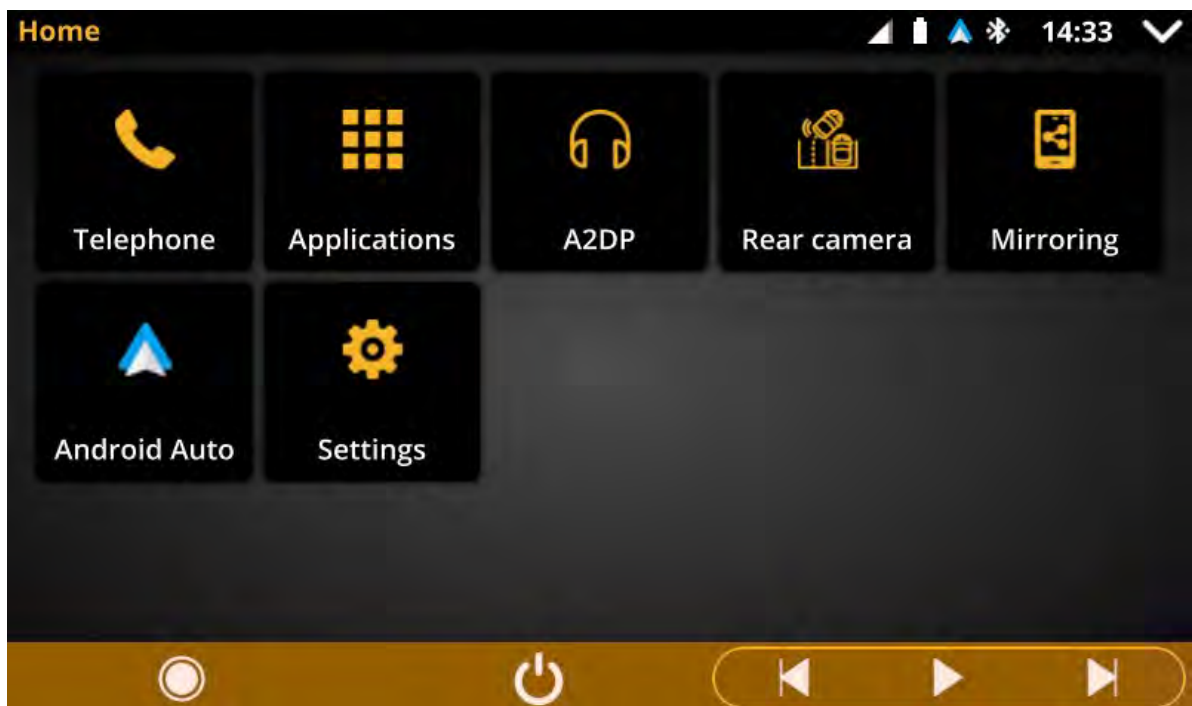 Home 14:33
Telephone Applications A2DP Rear camera Mirroring
Android Auto Settings